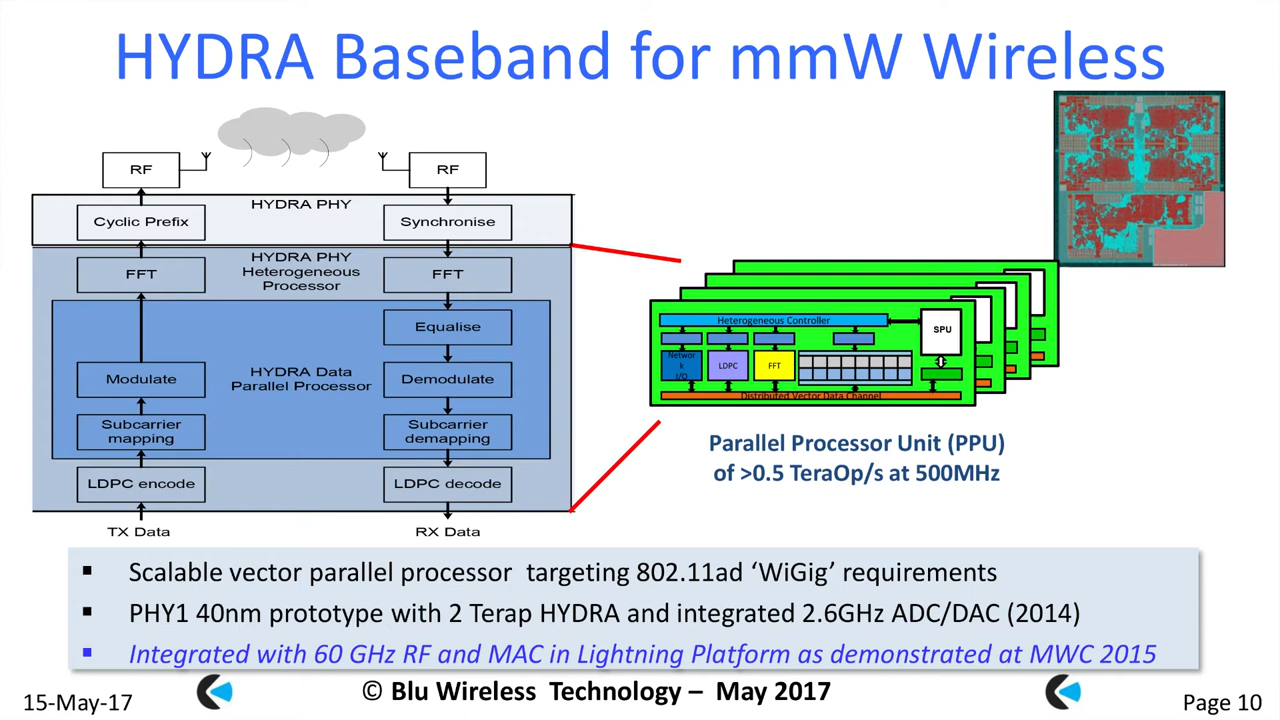 HYDRA Baseband for mmW Wireless
RF
RF
HYDRA PHY
Cyclic Prefix
Synchronise
HYDRA PHY
Heterogeneous
Processor
FFT
FFT
Equalise
HYDRA Data
Parallel Processor
Modulate
Demodulate
Subcarrier
mapping
Subcarrier
demapping
LDPC encode
LDPC decode
TX Data
RX Data
Heterogeneous Controller
SPU
Networ
k
I/O
LDPC
FFT
Distributed Vector Data Channel
Parallel Processor Unit (PPU)
of >0.5 TeraOp/s at 500MHz
▪ Scalable vector parallel processor targeting 802.11ad ‘WiGig’ requirements
▪ PHY1 40nm prototype with 2 Terap HYDRA and integrated 2.6GHz ADC/DAC (2014)
▪ Integrated with 60 GHz RF and MAC in Lightning Platform as demonstrated at MWC 2015
15-May-17
© Blu Wireless Technology – May 2017
Page 10